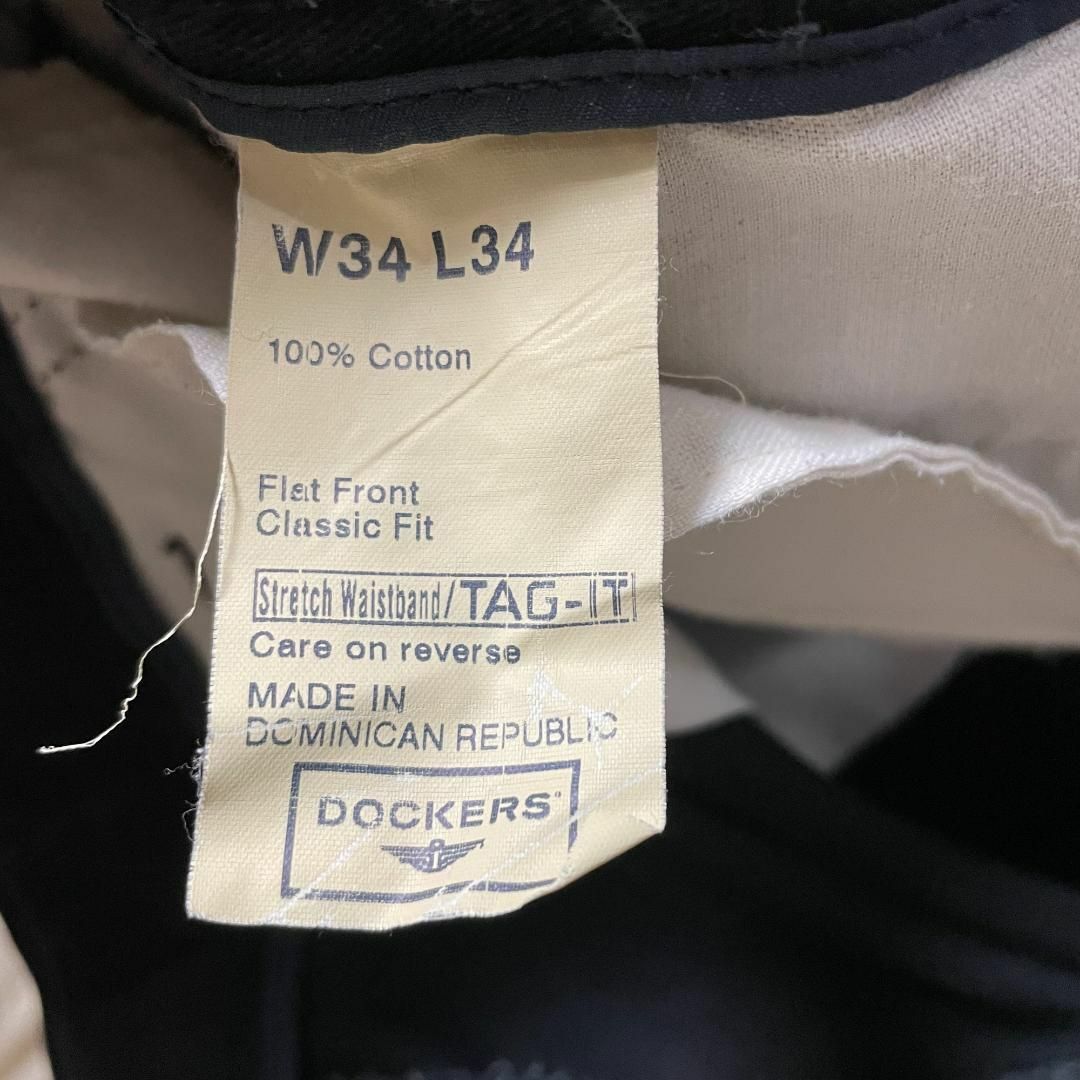 W/34 L34
100% Cotton
Flat Front
Classic Fit
Stretch Waistband/TAG-IT
Care on reverse
MADE IN
DOMINICAN REPUBLIC
DOCKERS®